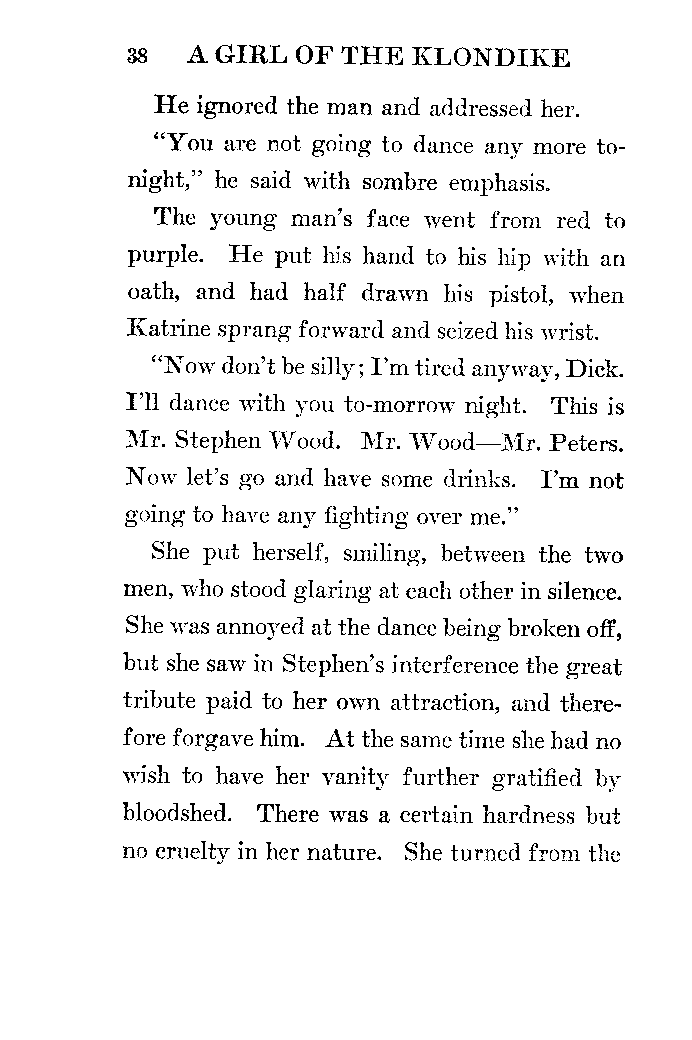 38 A GIRL OF THE KLONDIKE
He ignored the man and addressed her.
“You are not going to dance any more to-
night,” he said with sombre emphasis.
The young man’s face went from red to
purple. He put his hand to his hip with an
oath, and had half drawn his pistol, when
Katrine sprang forward and seized his wrist.
“Now don’t be silly; I’m tired anyway, Dick.
I’ll dance with you to-morrow night. This is
Mr. Stephen Wood. Mr. Wood—Mr. Peters.
Now let’s go and have some drinks. I’m not
going to have any fighting over me.”
She put herself, smiling, between the two
men, who stood glaring at each other in silence.
She was annoyed at the dance being broken off,
but she saw in Stephen’s interference the great
tribute paid to her own attraction, and there-
fore forgave him. At the same time she had no
wish to have her vanity further gratified by
bloodshed. There was a certain hardness but
no cruelty in her nature. She turned from the